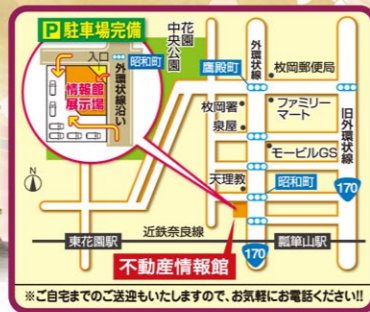 P 駐車場完備
入口
昭和町
情報館
展示場
外環状線沿い
花園
中央公園
外環状線
鷹殿町
枚岡郵便局
枚岡署
泉屋
ファミリー
マート
モービルGS
旧外環状線
天理教
昭和町
170
N
近鉄奈良線
東花園駅
瓢箪山駅
不動産情報館
170
※ご自宅までのご送迎もいたしますので、お気軽にお電話ください!!